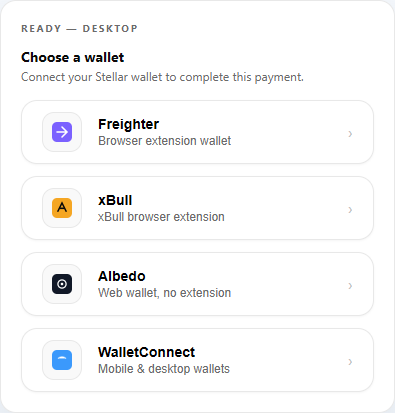 READY — DESKTOP
Choose a wallet
Connect your Stellar wallet to complete this payment.
Freighter
Browser extension wallet
xBull
xBull browser extension
Albedo
Web wallet, no extension
WalletConnect
Mobile & desktop wallets